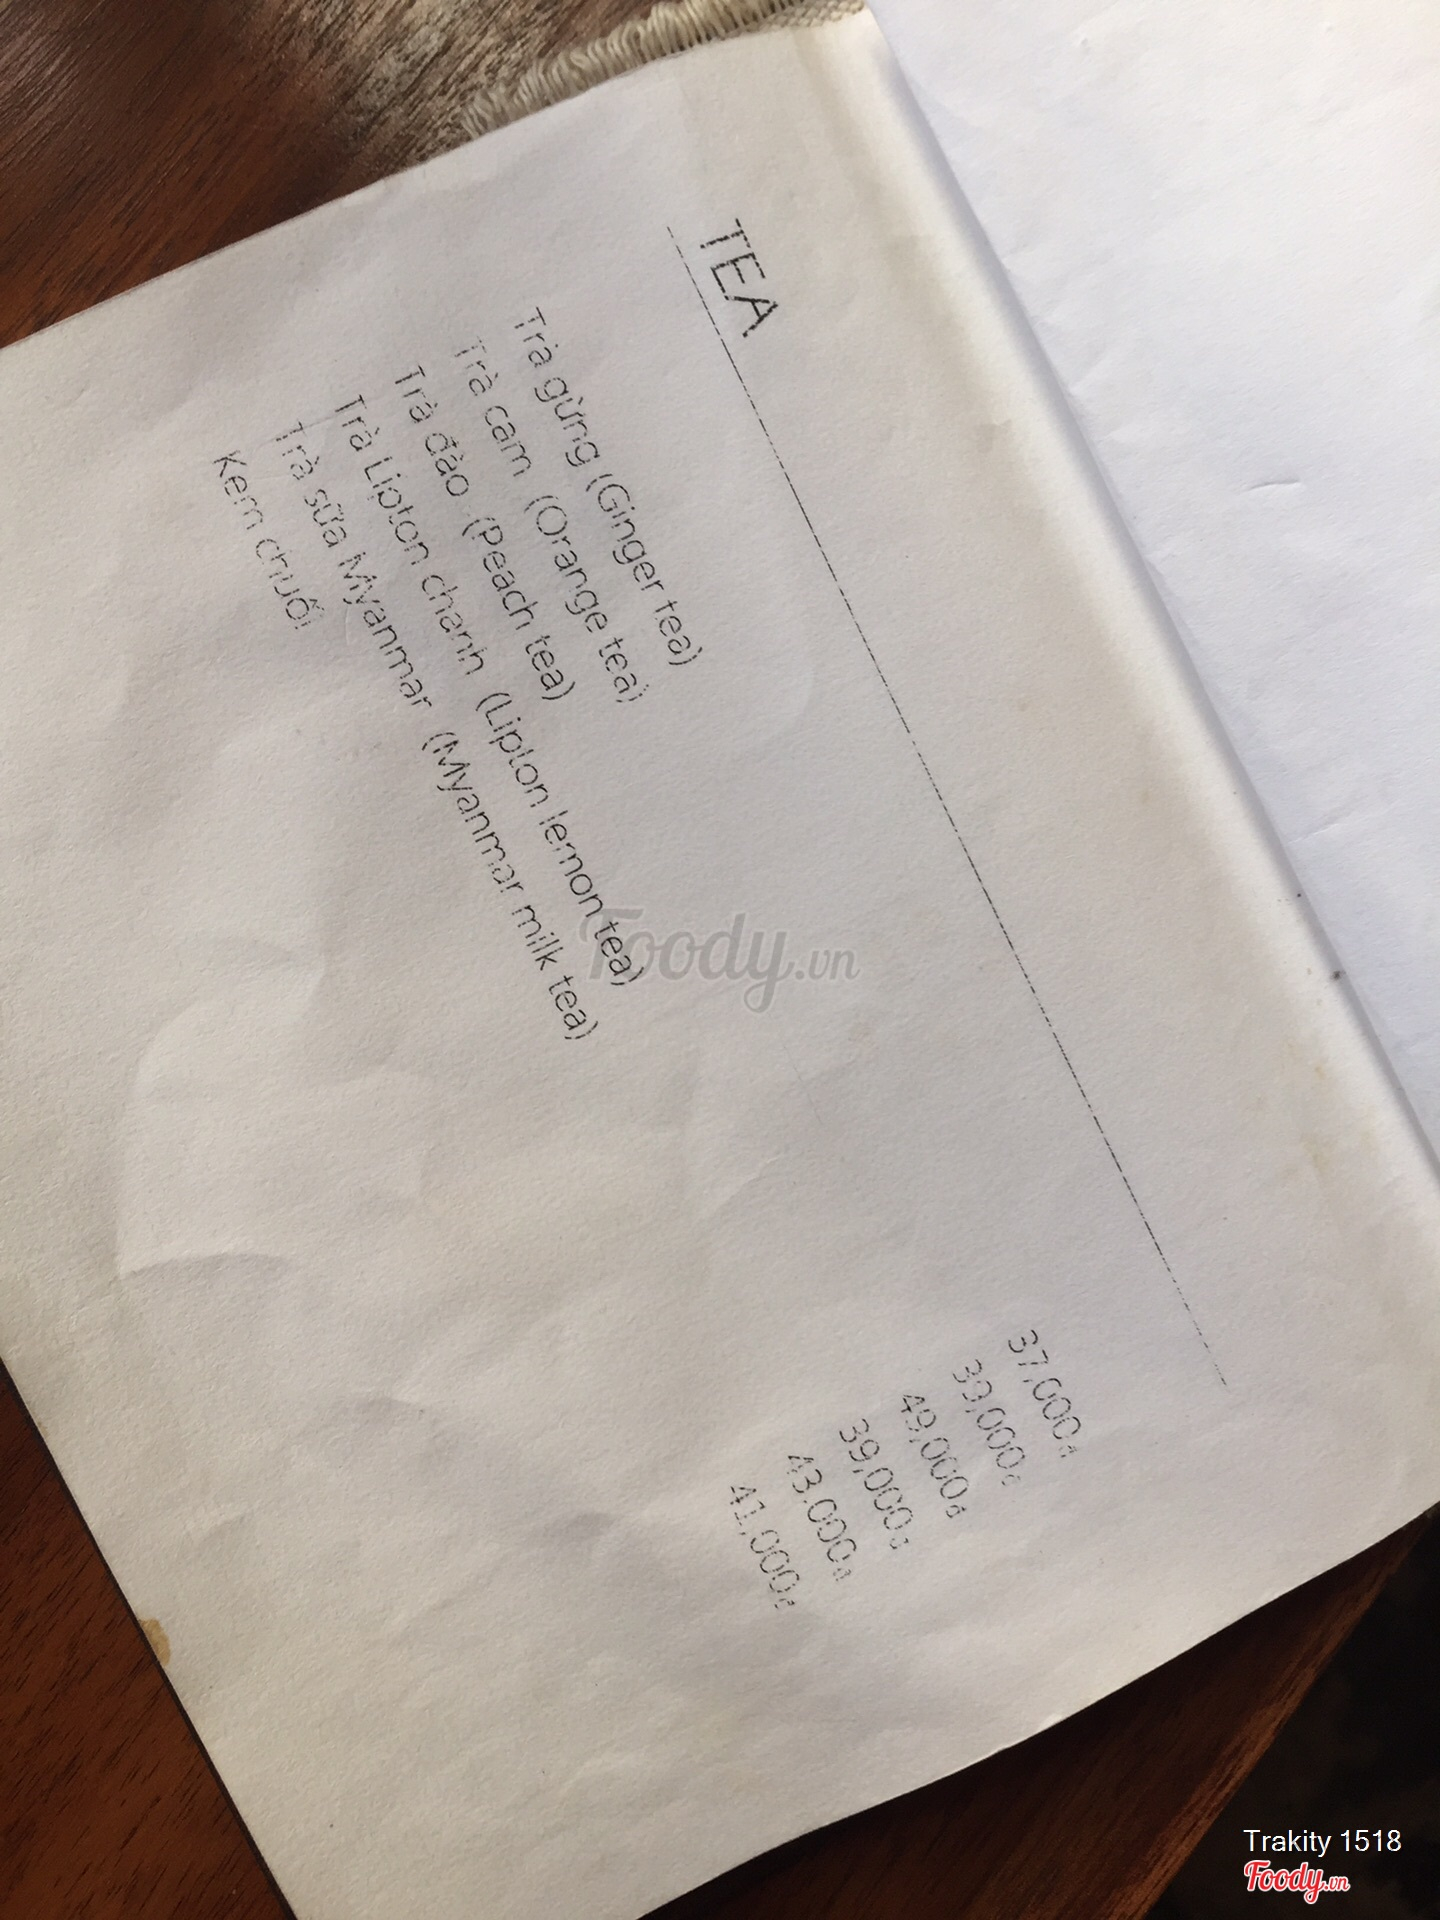 TEA
Trà gừng (Ginger tea) 37,000đ
Trà cam (Orange tea) 39,000đ
Trà đào (Peach tea) 49,000đ
Trà Lipton chanh (Lipton lemon tea) 39,000đ
Trà sữa Myanmar (Myanmar milk tea) 43.000đ
Kem chuối 41,000đ
Foody.vn
Trakity 1518
Foody.vn